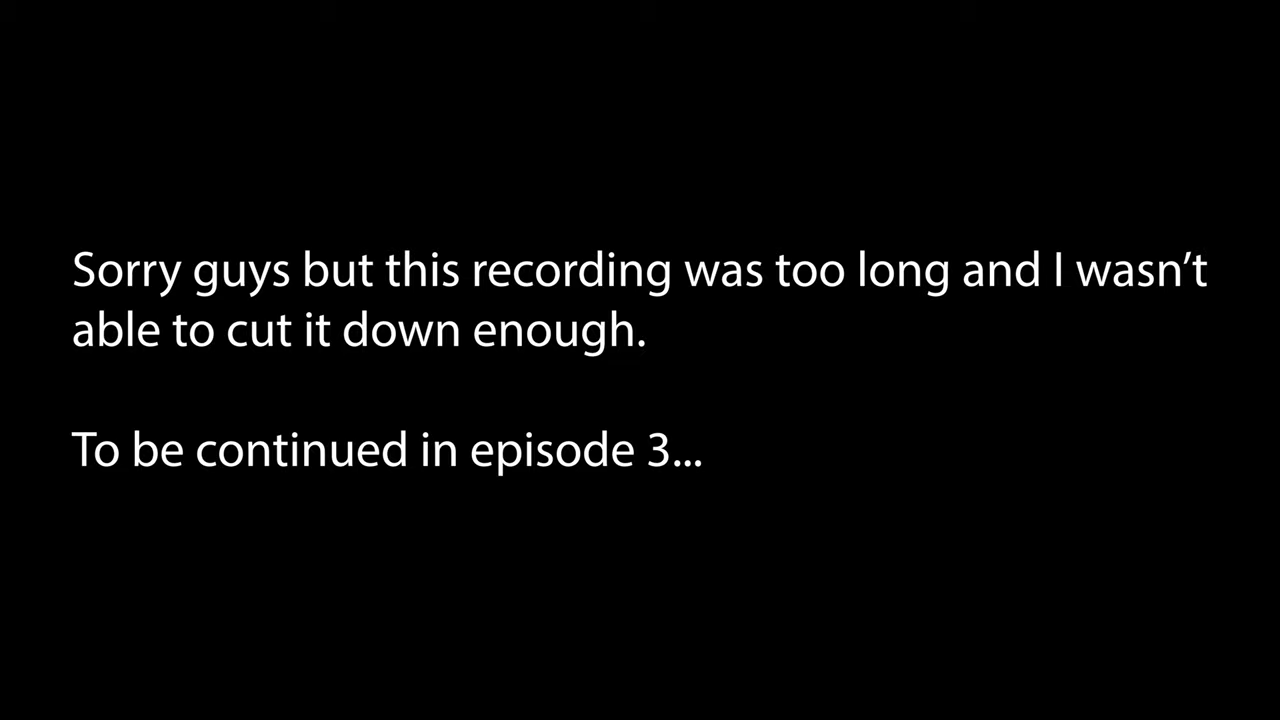 Sorry guys but this recording was too long and I wasn’t
able to cut it down enough.
To be continued in episode 3...